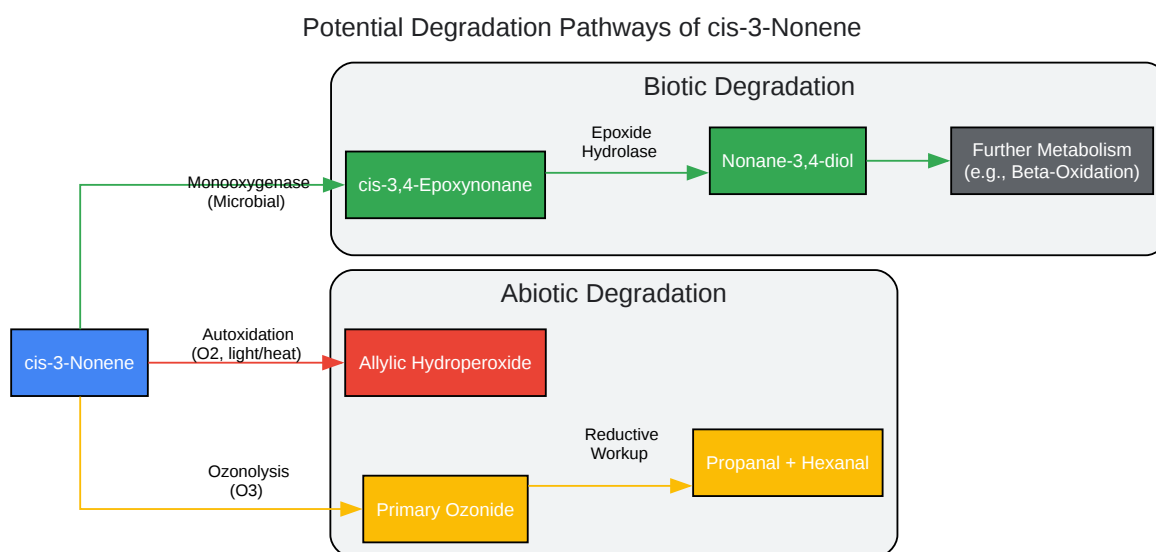 Potential Degradation Pathways of cis-3-Nonene
Biotic Degradation
Monooxygenase
(Microbial)
cis-3,4-Epoxynonane
Epoxide
Hydrolase
Nonane-3,4-diol
Further Metabolism
(e.g., Beta-Oxidation)
Abiotic Degradation
cis-3-Nonene
Autoxidation
(O2, light/heat)
Allylic Hydroperoxide
Ozonolysis
(O3)
Primary Ozonide
Reductive
Workup
Propanal + Hexanal